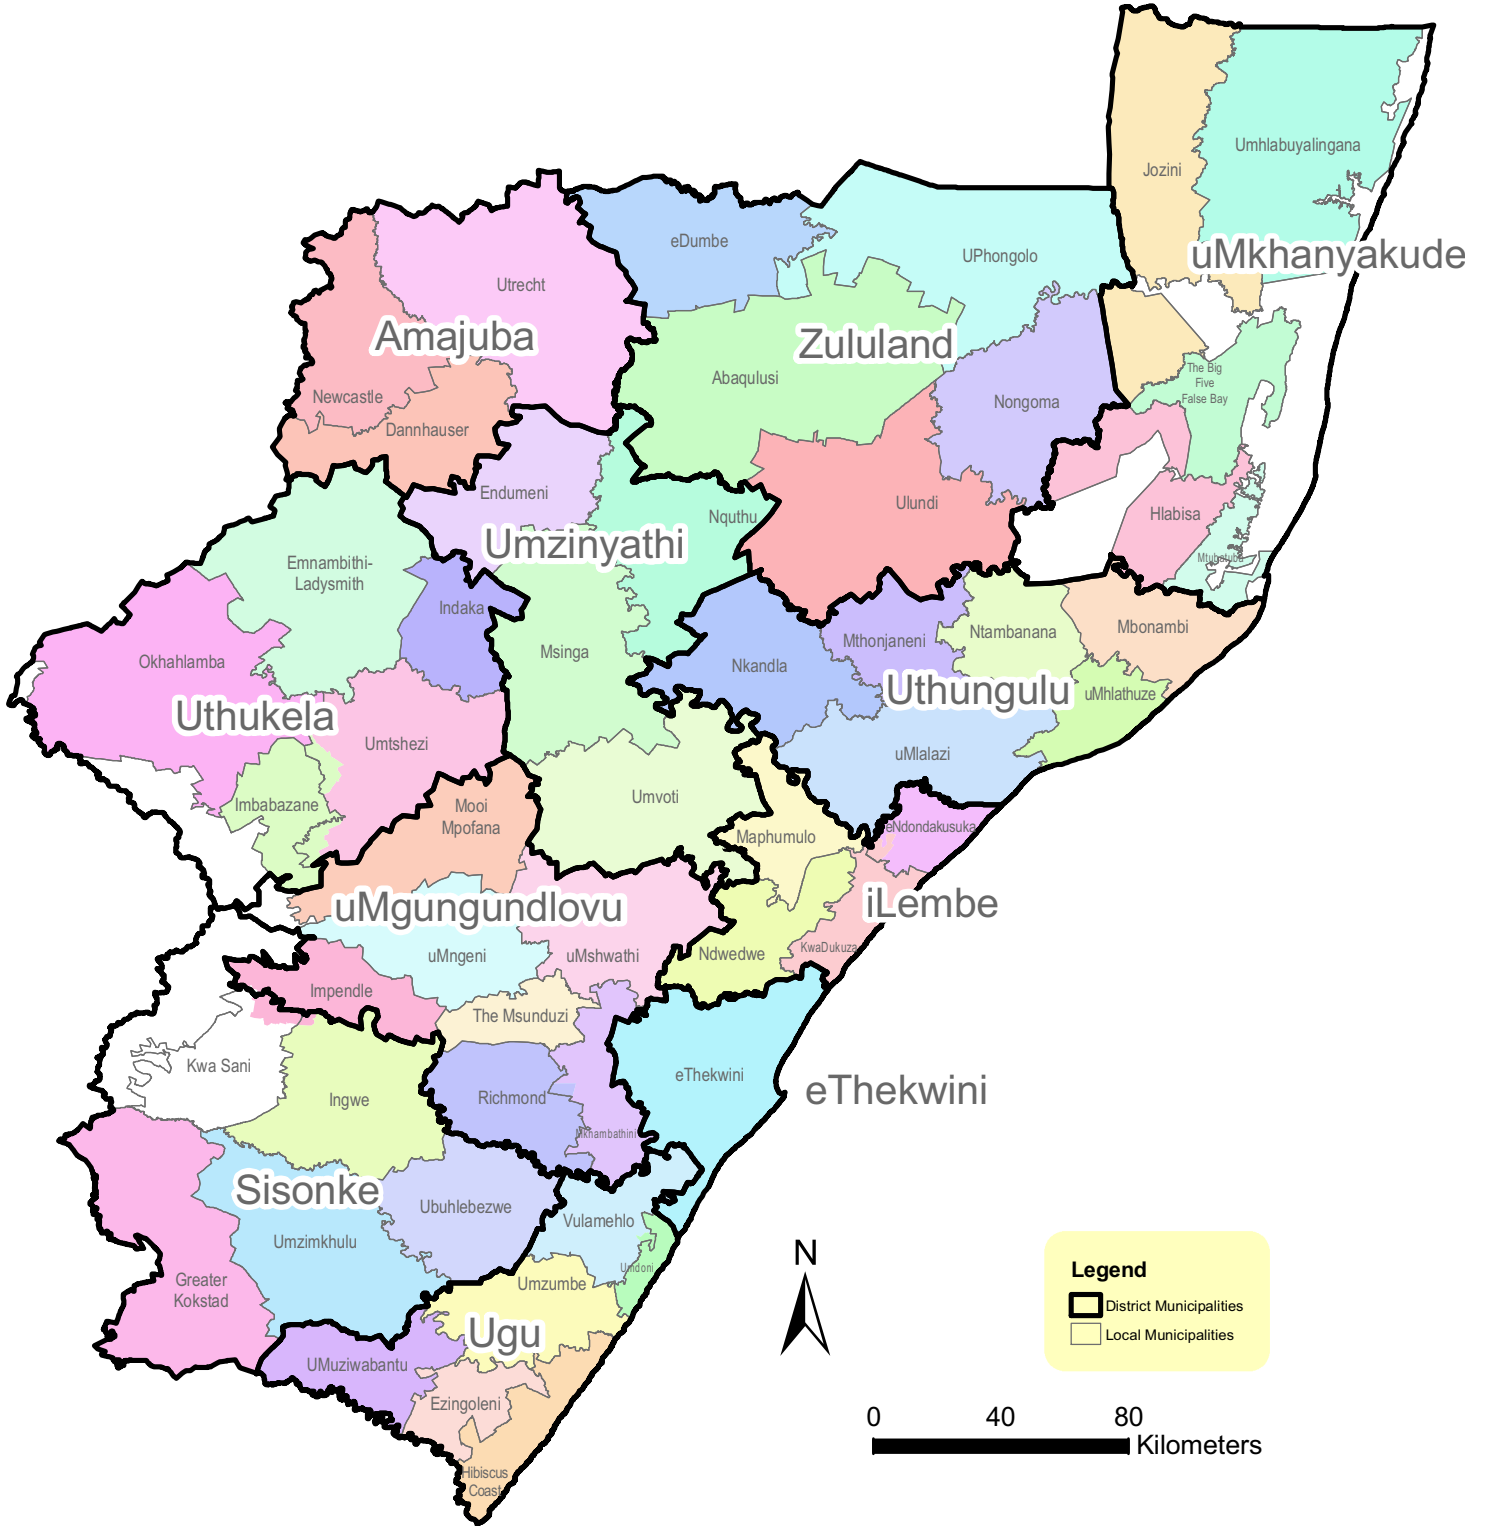 Jozini
Umhlabuyalingana
uMkhanyakude
eDumbe
UPhongolo
Utrecht
Amajuba
Zululand
Abaqulusi
Newcastle
Dannhauser
Nongoma
The Big
Five
False Bay
Endumeni
Nquthu
Ulundi
Hlabisa
Umzinyathi
Mtubatuba
Emnambithi-
Ladysmith
Indaka
Msinga
Okhahlamba
Nkandla
Mthonjaneni
Ntambanana
Mbonambi
Uthungulu
uMhlathuze
Uthukela
Umtshezi
uMlalazi
Imbabazane
Mooi
Mpofana
Umvoti
Maphumulo
eNdondakusuka
uMgungundlovu
iLembe
uMngeni
uMshwathi
Ndwedwe
KwaDukuza
Impendle
The Msunduzi
Kwa Sani
Ingwe
Richmond
eThekwini
eThekwini
Mkhambathini
Sisonke
Ubuhlebezwe
Vulamehlo
Umzimkhulu
Umdoni
Greater
Kokstad
Umzumbe
Ugu
UMuziwabantu
Ezingoleni
Hibiscus
Coast
N
Legend
District Municipalities
Local Municipalities
0 40 80
Kilometers